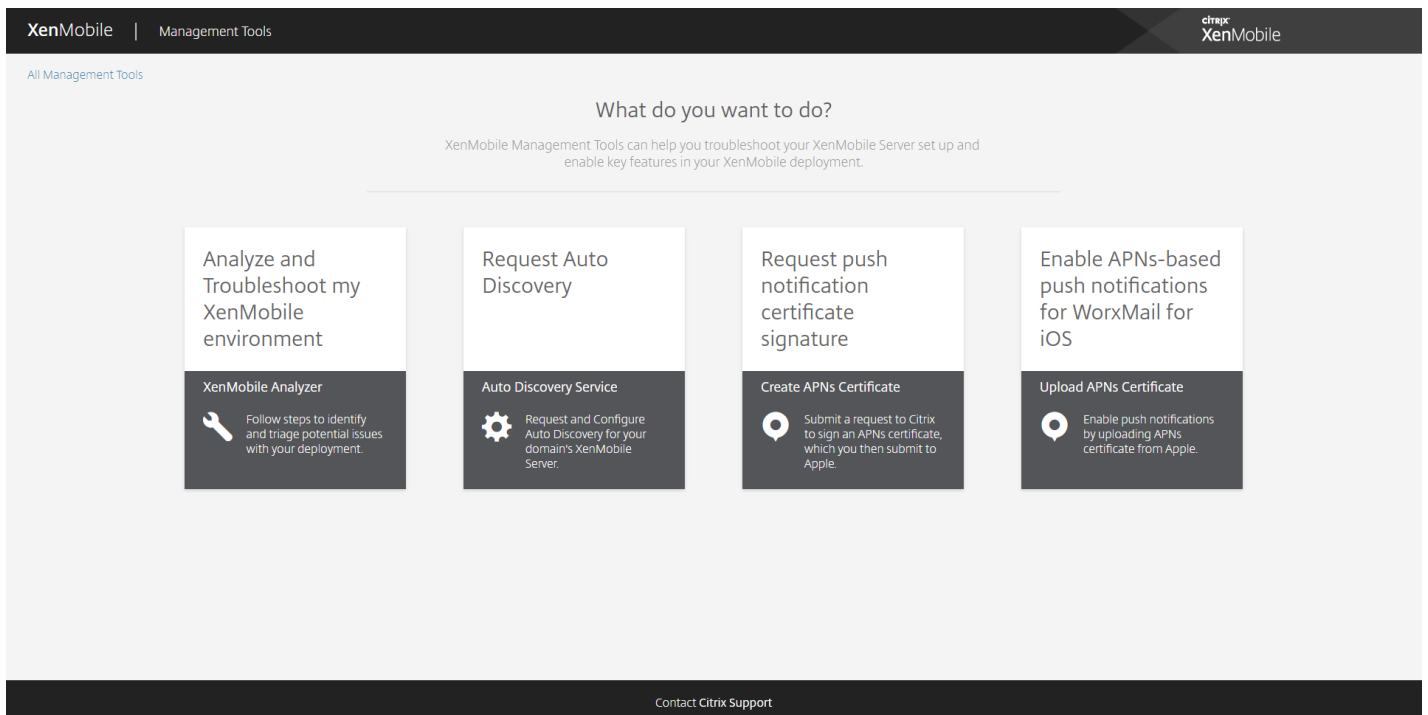 XenMobile | Management Tools
citrix
XenMobile
All Management Tools
What do you want to do?
XenMobile Management Tools can help you troubleshoot your XenMobile Server set up and
enable key features in your XenMobile deployment.
Analyze and
Troubleshoot my
XenMobile
environment
XenMobile Analyzer
Follow steps to identify
and triage potential issues
with your deployment.
Request Auto
Discovery
Auto Discovery Service
Request and Configure
Auto Discovery for your
domain's XenMobile
Server.
Request push
notification
certificate
signature
Create APNs Certificate
Submit a request to Citrix
to sign an APNs certificate,
which you then submit to
Apple.
Enable APNs-based
push notifications
for WorxMail for
iOS
Upload APNs Certificate
Enable push notifications
by uploading APNs
certificate from Apple.
Contact Citrix Support